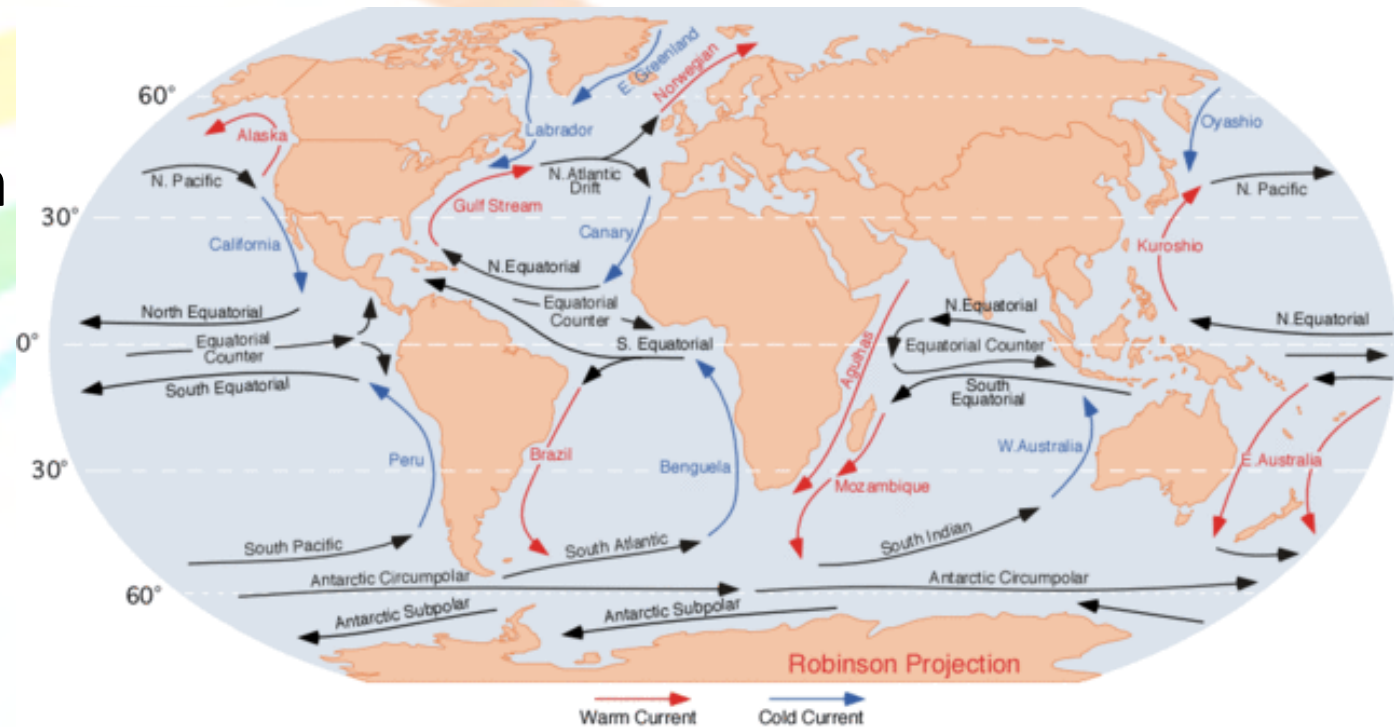 E. Greenland
Norwegian
60°
Alaska
Labrador
Oyashio
n
N. Pacific
N. Atlantic
Drift
N. Pacific
Gulf Stream
30°
California
Canary
Kuroshio
N.Equatorial
North Equatorial
Equatorial
Counter
N.Equatorial
N.Equatorial
0°
Equatorial
Counter
S. Equatorial
Equatorial Counter
Agulhas
South Equatorial
South
Equatorial
Peru
Brazil
Benguela
W.Australia
E.Australia
30°
Mozambique
South Pacific
South Atlantic
South Indian
60°
Antarctic Circumpolar
Antarctic Circumpolar
Antarctic Subpolar
Antarctic Subpolar
Robinson Projection
Warm Current
Cold Current